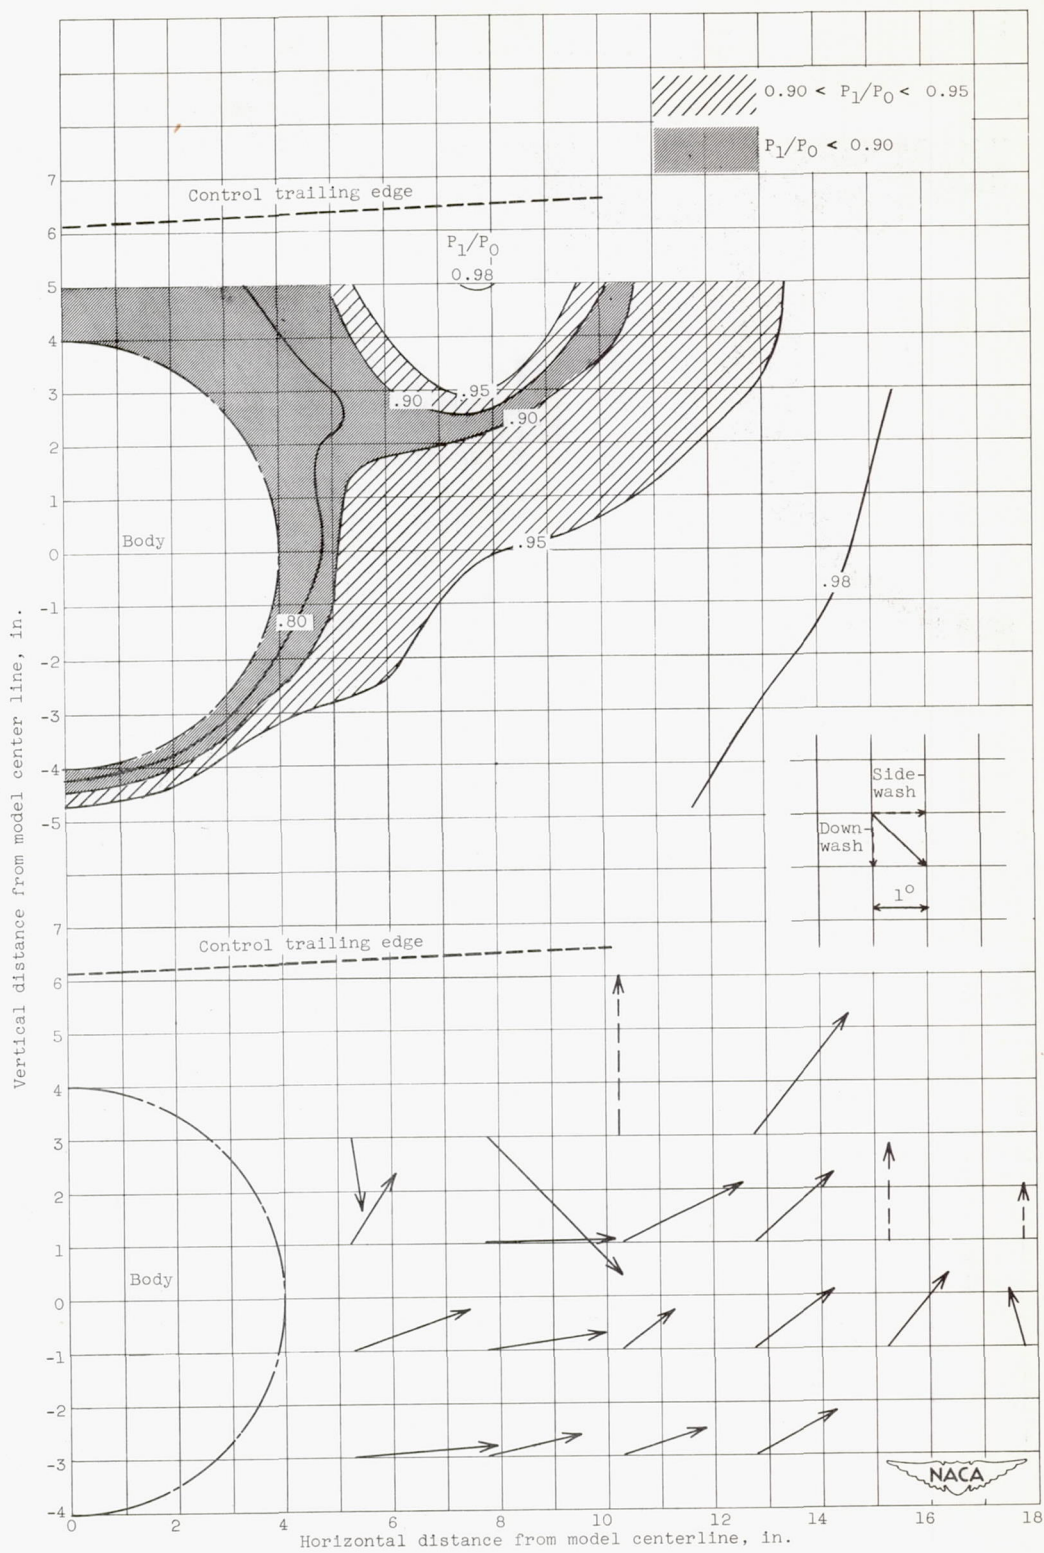 0.90 < P1/P0 < 0.95
P1/P0 < 0.90
7
Control trailing edge
6
P1/P0
0.98
5
4
3
.90
.95
.90
2
1
Body
0
.95
.98
-1
.80
-2
-3
-4
-5
Side-
wash
Down-
wash
1°
Vertical distance from model center line, in.
7
Control trailing edge
6
5
4
3
2
1
Body
0
-1
-2
-3
NACA
-4
0 2 4 6 8 10 12 14 16 18
Horizontal distance from model centerline, in.